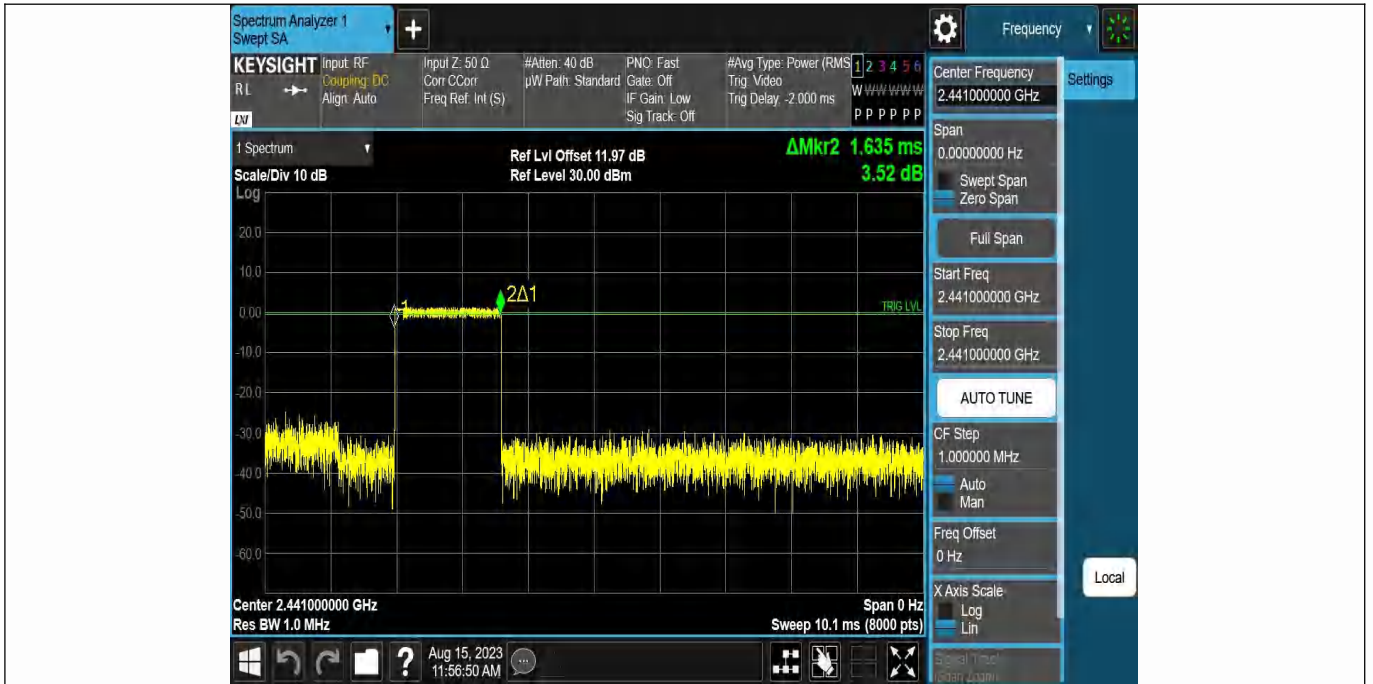 Spectrum Analyzer 1
Swept SA
+
Frequency
KEYSIGHT
RL
LXI
Input: RF
Coupling: DC
Align: Auto
Input Z: 50 Ω
Corr CCorr
Freq Ref: Int (S)
#Atten: 40 dB
µW Path: Standard
PNO: Fast
Gate: Off
IF Gain: Low
Sig Track: Off
#Avg Type: Power (RMS
Trig: Video
Trig Delay: -2.000 ms
1 2 3 4 5 6
W W W W W W
P P P P P P
Center Frequency
2.441000000 GHz
Settings
Span
0.00000000 Hz
Swept Span
Zero Span
Full Span
Start Freq
2.441000000 GHz
Stop Freq
2.441000000 GHz
AUTO TUNE
CF Step
1.000000 MHz
Auto
Man
Freq Offset
0 Hz
X Axis Scale
Log
Lin
Signal Track
(Span Zoom)
Local
1 Spectrum
Scale/Div 10 dB
Log
Ref Lvl Offset 11.97 dB
Ref Level 30.00 dBm
ΔMkr2 1.635 ms
3.52 dB
20.0
10.0
0.00
-10.0
-20.0
-30.0
-40.0
-50.0
-60.0
1
2Δ1
TRIG LVL
Center 2.441000000 GHz
Res BW 1.0 MHz
Span 0 Hz
Sweep 10.1 ms (8000 pts)
?
Aug 15, 2023
11:56:50 AM